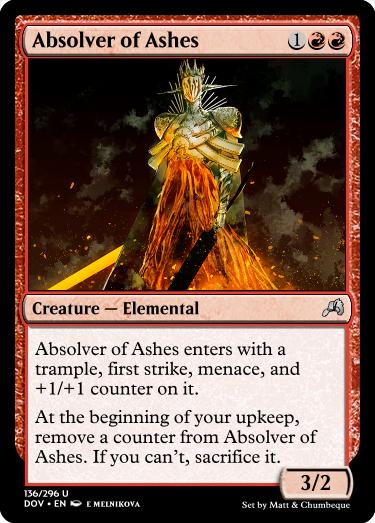 Absolver of Ashes 1
Creature — Elemental
Absolver of Ashes enters with a
trample, first strike, menace, and
+1/+1 counter on it.
At the beginning of your upkeep,
remove a counter from Absolver of
Ashes. If you can't, sacrifice it.
3/2
136/296 U
DOV • EN E MELNIKOVA
Set by Matt & Chumbeque